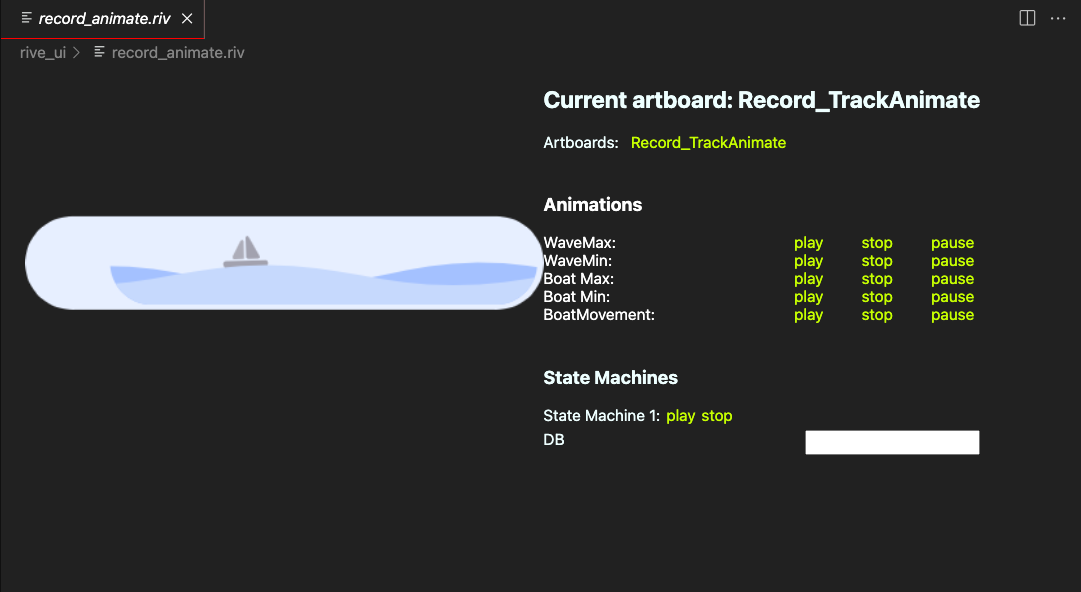 record_animate.riv
rive_ui > record_animate.riv
Current artboard: Record_TrackAnimate
Artboards: Record_TrackAnimate
Animations
WaveMax: play stop pause
WaveMin: play stop pause
Boat Max: play stop pause
Boat Min: play stop pause
BoatMovement: play stop pause
State Machines
State Machine 1: play stop
DB